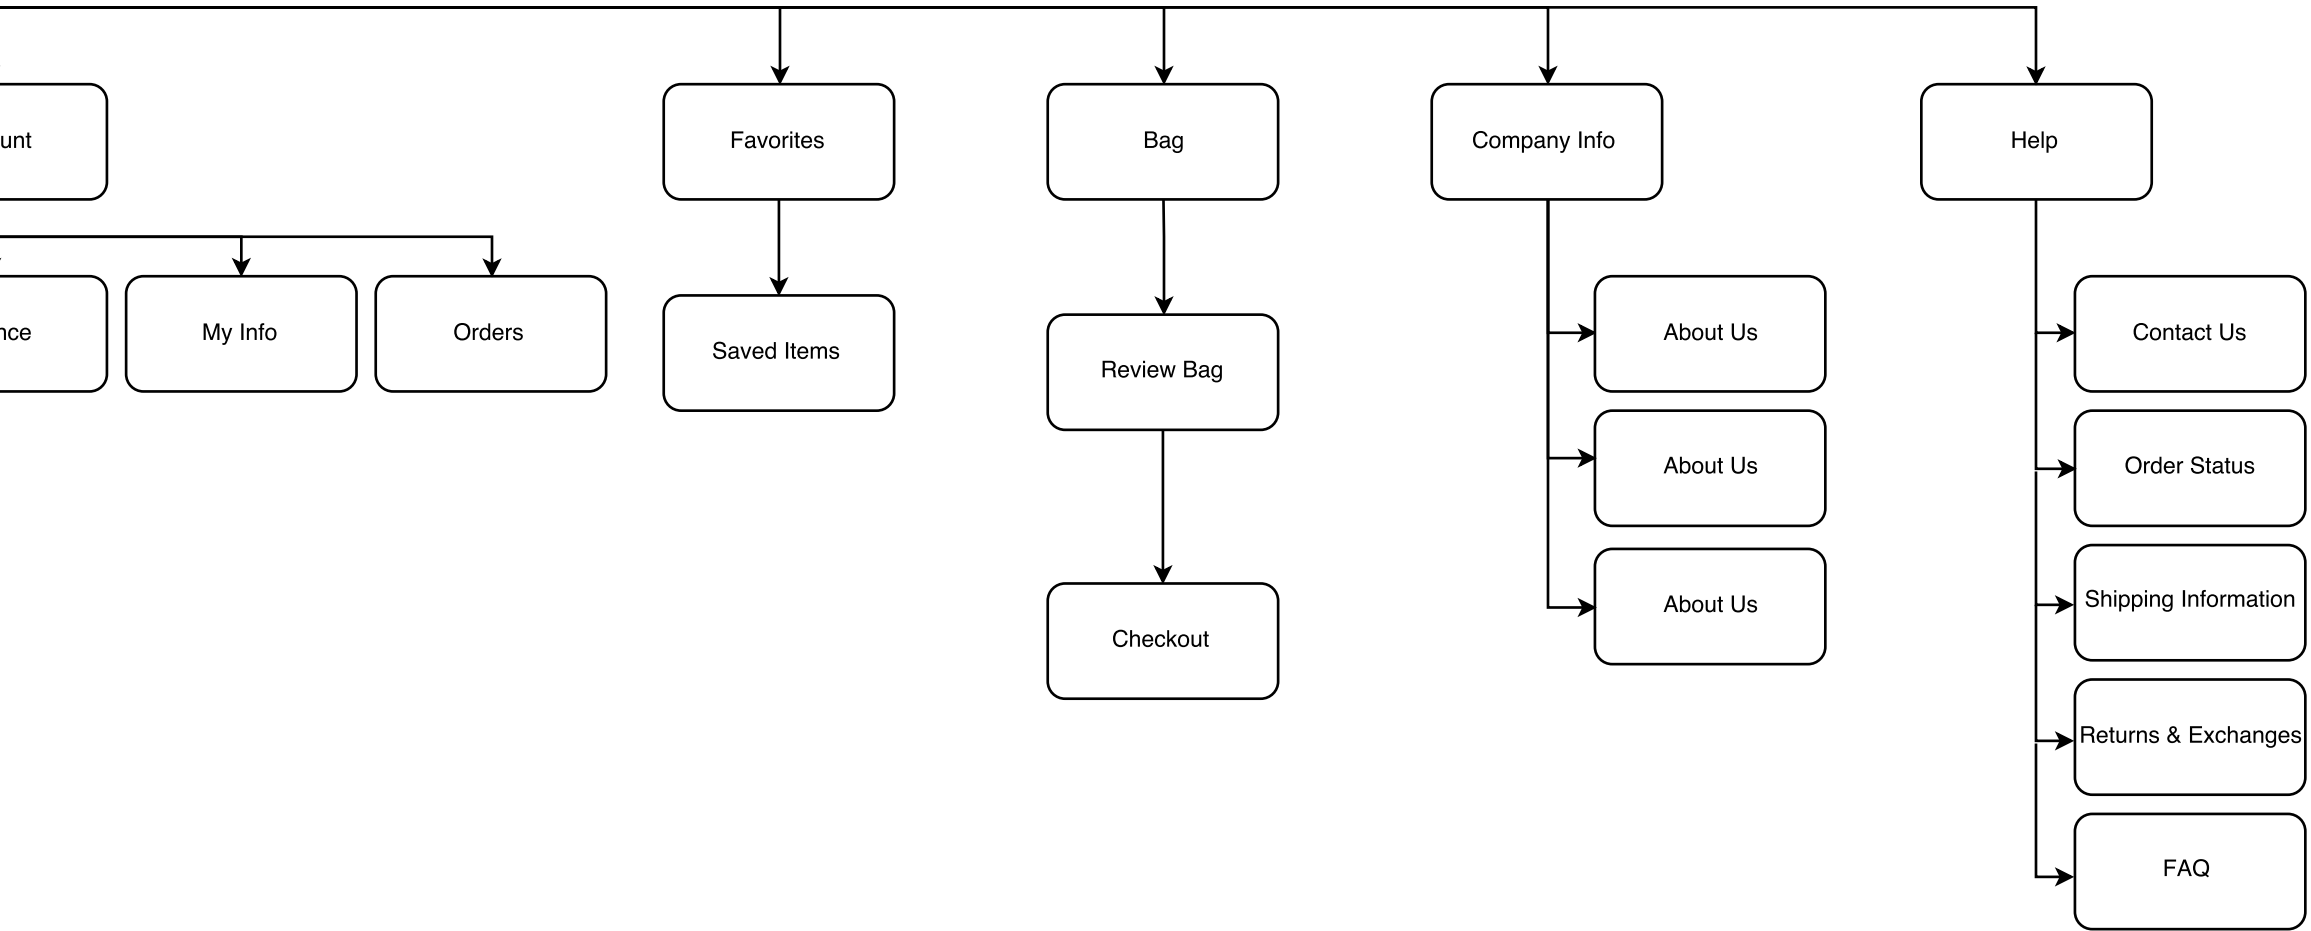 unt
Favorites
Bag
Company Info
Help
nce
My Info
Orders
Saved Items
Review Bag
Checkout
About Us
About Us
About Us
Contact Us
Order Status
Shipping Information
Returns & Exchanges
FAQ